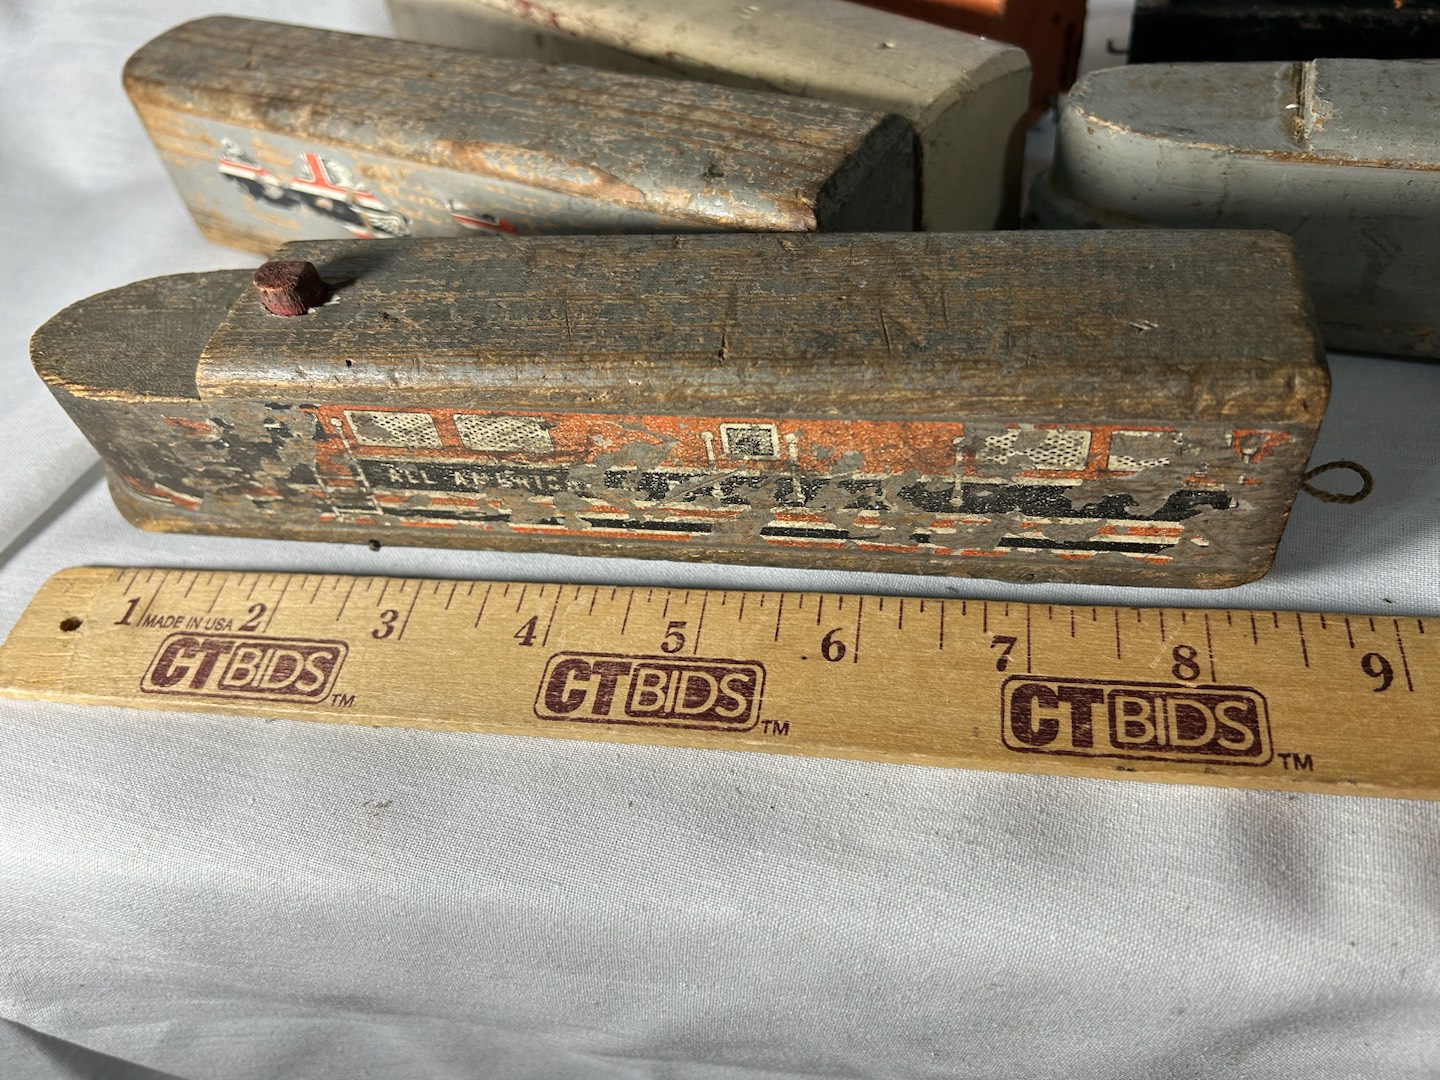 ALL AMERICAN
1 MADE IN USA 2 3 4 5 6 7 8 9
CTBIDS TM CTBIDS TM CTBIDS TM